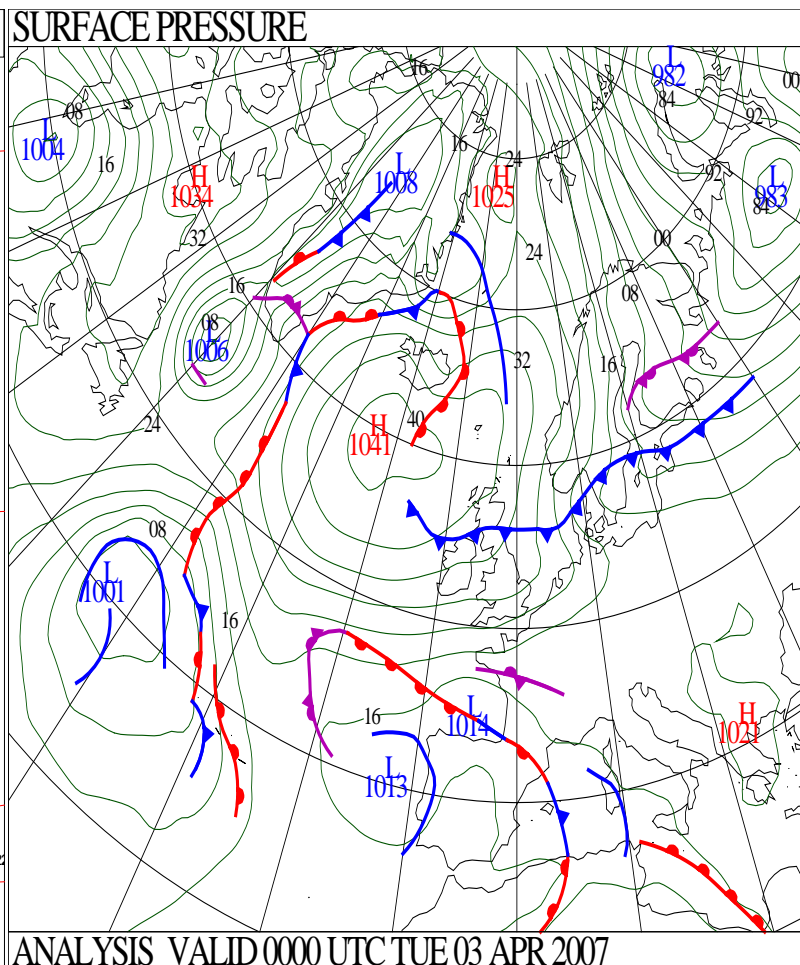 SURFACE PRESSURE
L
982
16
00
84
08
L
1004
92
16
16
24
L
1008
H
1025
H
1034
92
L
983
84
32
00
24
16
08
08
L
1006
32
16
24
40
H
1041
08
L
1001
16
16
L
1014
H
1021
L
1013
ANALYSIS VALID 0000 UTC TUE 03 APR 2007